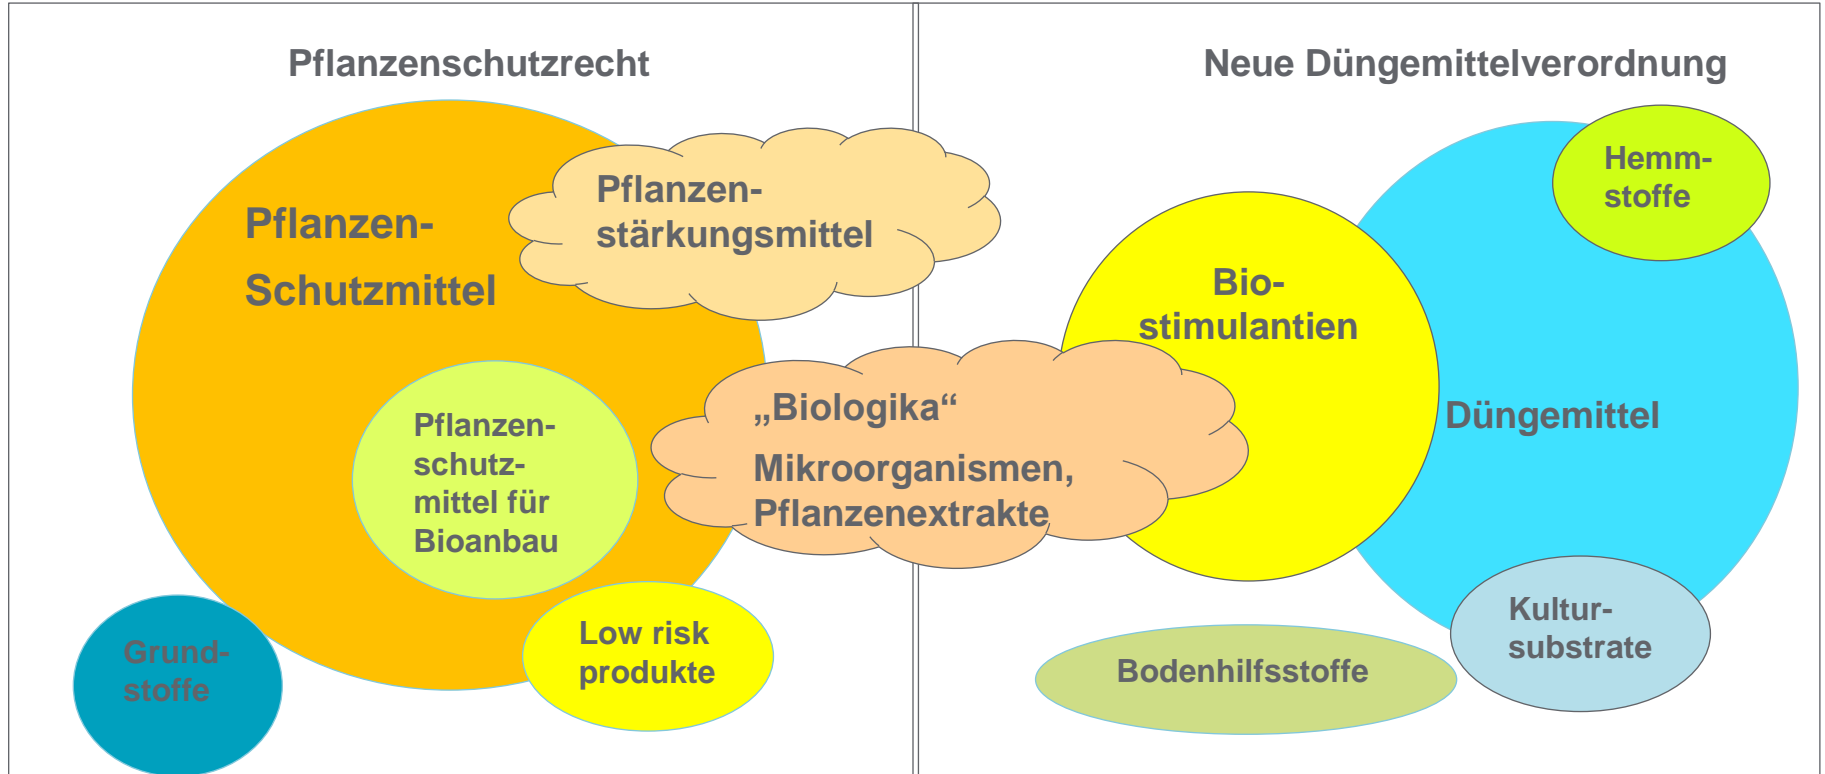 Pflanzenschutzrecht
Pflanzen-
Schutzmittel
Pflanzen-
stärkungsmittel
Pflanzen-
schutz-
mittel für
Bioanbau
Grund-
stoffe
Low risk
produkte
„Biologika“
Mikroorganismen,
Pflanzenextrakte
Neue Düngemittelverordnung
Hemm-
stoffe
Bio-
stimulantien
Düngemittel
Kultur-
substrate
Bodenhilfsstoffe